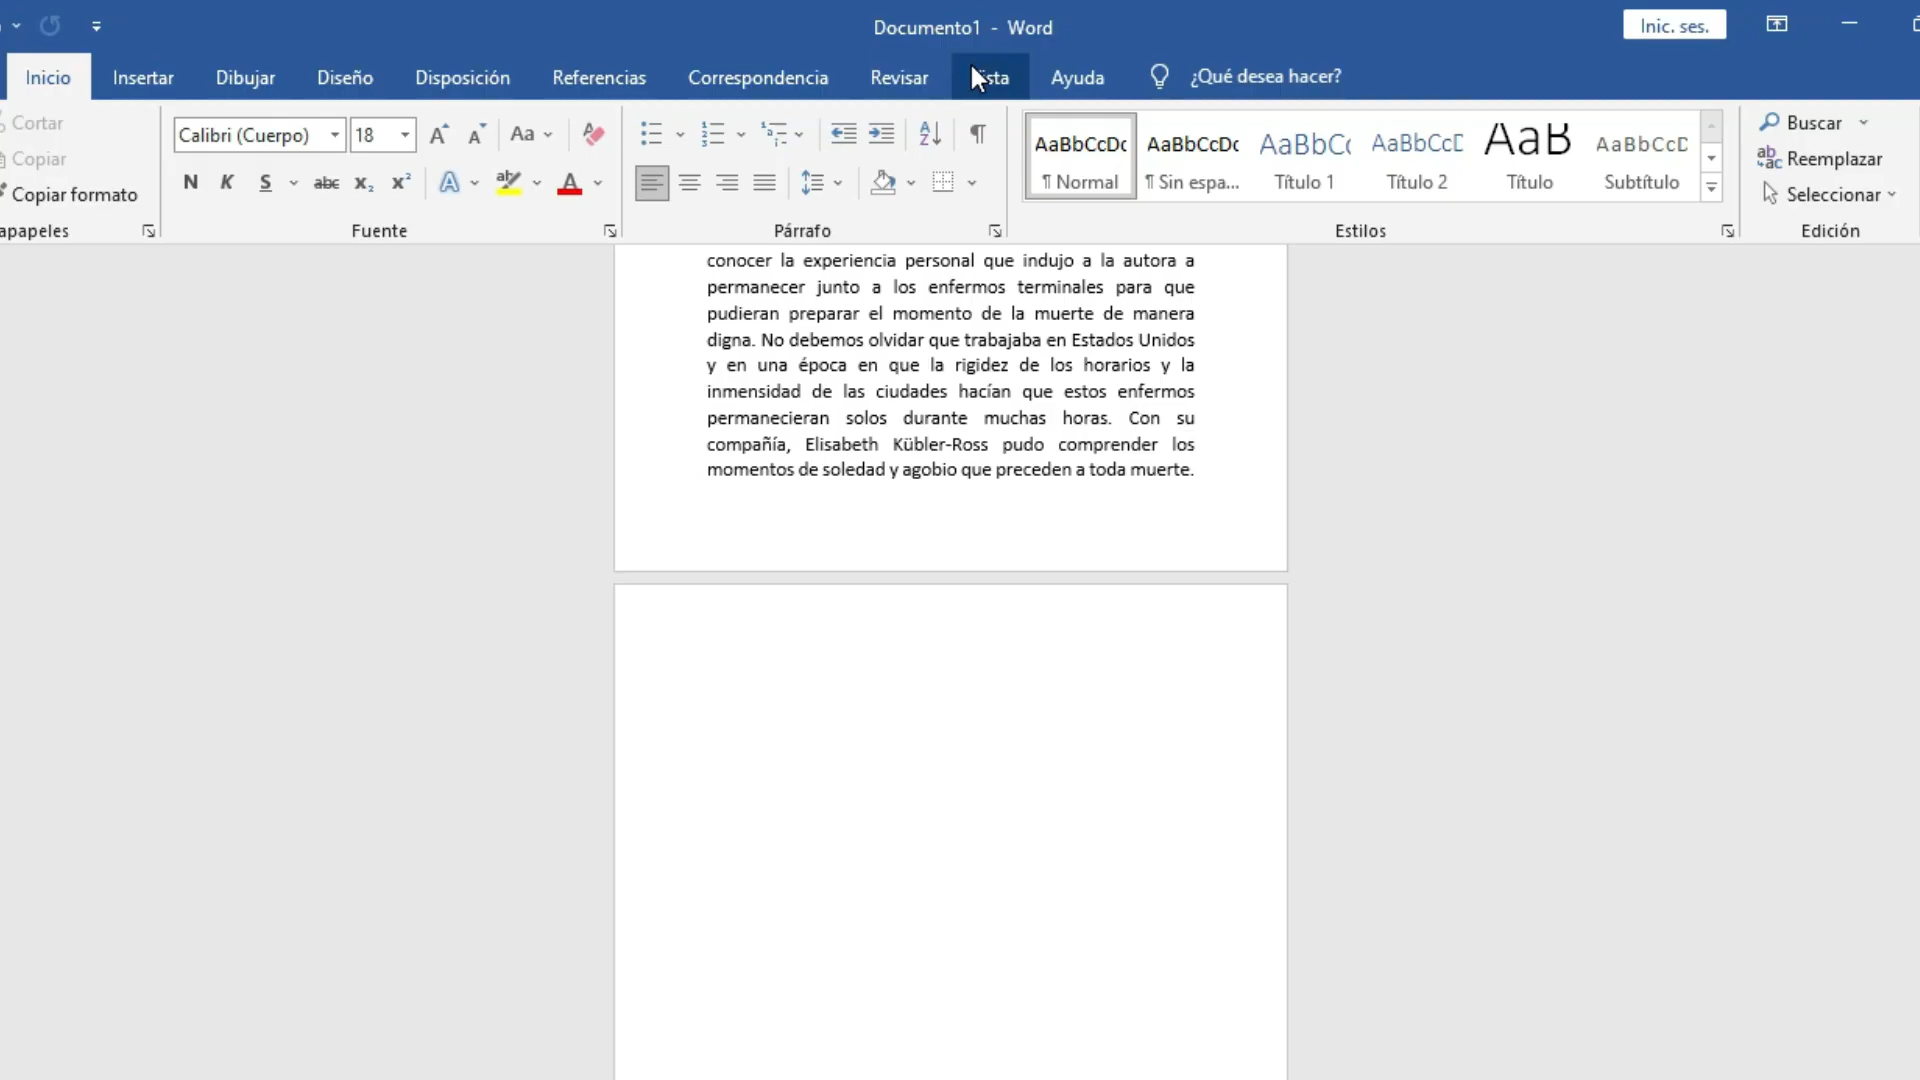 Documento1 - Word
Inic. ses.
Inicio Insertar Dibujar Diseño Disposición Referencias Correspondencia Revisar Ayuda ¿Qué desea hacer?
Cortar
Copiar
Copiar formato
Calibri (Cuerpo) 18 Aa
N K S abc x₂ x²
AaBbCcDc AaBbCcDc AaBbCc AaBbCcD AaB AaBbCcD
¶ Normal ¶ Sin espa... Título 1 Título 2 Título Subtítulo
Buscar
Reemplazar
Seleccionar
Fuente Párrafo Estilos Edición
conocer la experiencia personal que indujo a la autora a
permanecer junto a los enfermos terminales para que
pudieran preparar el momento de la muerte de manera
digna. No debemos olvidar que trabajaba en Estados Unidos
y en una época en que la rigidez de los horarios y la
inmensidad de las ciudades hacían que estos enfermos
permanecieran solos durante muchas horas. Con su
compañía, Elisabeth Kübler-Ross pudo comprender los
momentos de soledad y agobio que preceden a toda muerte.